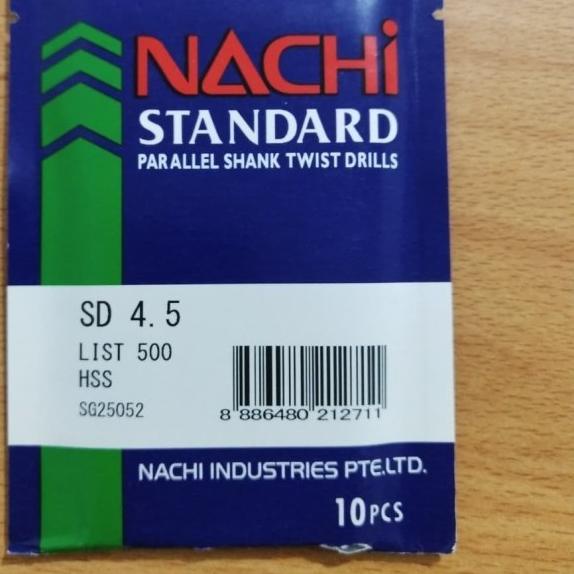 NACHi
STANDARD
PARALLEL SHANK TWIST DRILLS
SD 4.5
LIST 500
HSS
SG25052
8 886480 212711
NACHI INDUSTRIES PTE.LTD.
10PCS